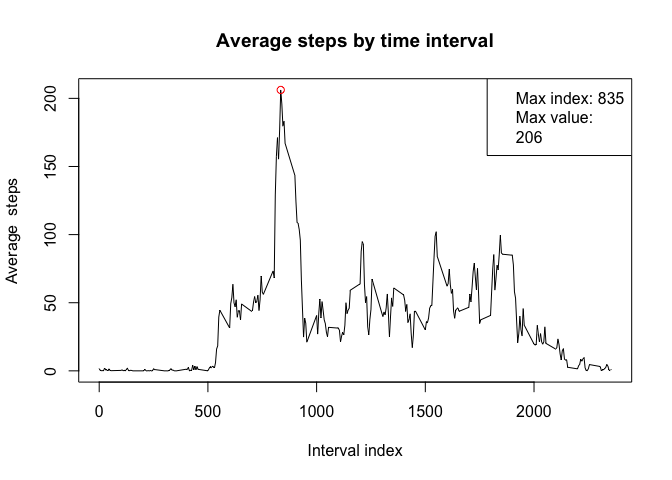 Average steps by time interval
Max index: 835
Max value:
206
Average  steps
0
50
100
150
200
0
500
1000
1500
2000
Interval index